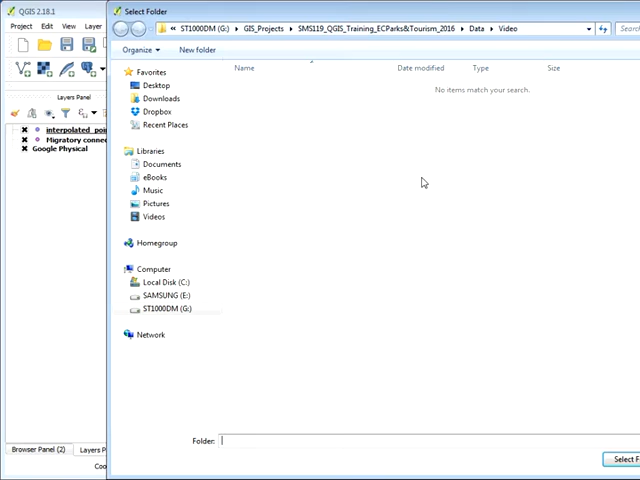 QGIS 2.18.1
Project Edit View Layer
Layers Panel
Migratory conne
Google Physical
Browser Panel (2) Layers P
Coo
Select Folder
ST1000DM (G:) GIS_Projects SMS119_QGIS_Training_ECParks&Tourism_2016 Data Video
Organize New folder
Favorites
Desktop
Downloads
Dropbox
Recent Places
Libraries
Documents
eBooks
Music
Pictures
Videos
Homegroup
Computer
Local Disk (C:)
SAMSUNG (E:)
ST1000DM (G:)
Network
Name Date modified Type Size
No items match your search.
Folder:
Select F